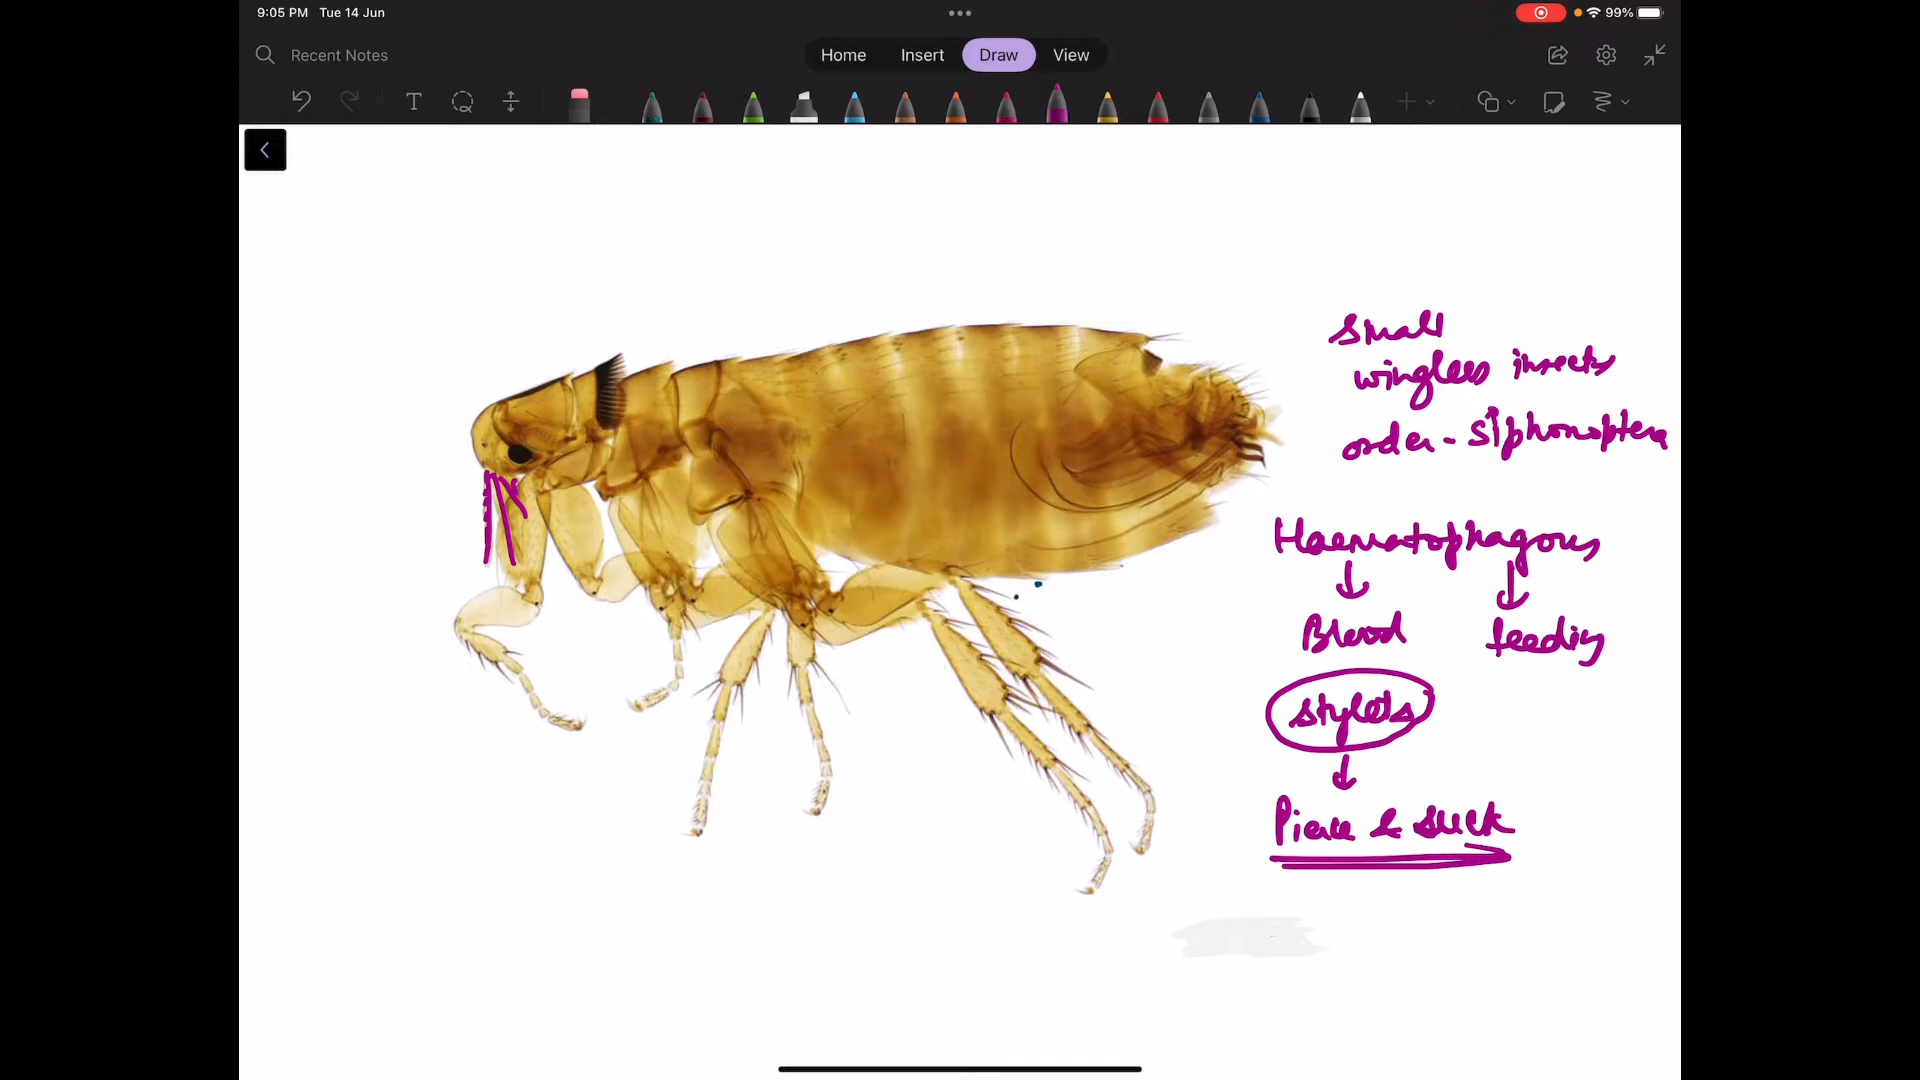 9:05 PM Tue 14 Jun
99%
Recent Notes
Home Insert Draw View
T
small
wingless insects
order - Siphonoptera
Haematophagous
Blood feeding
stylets
Pierce & suck